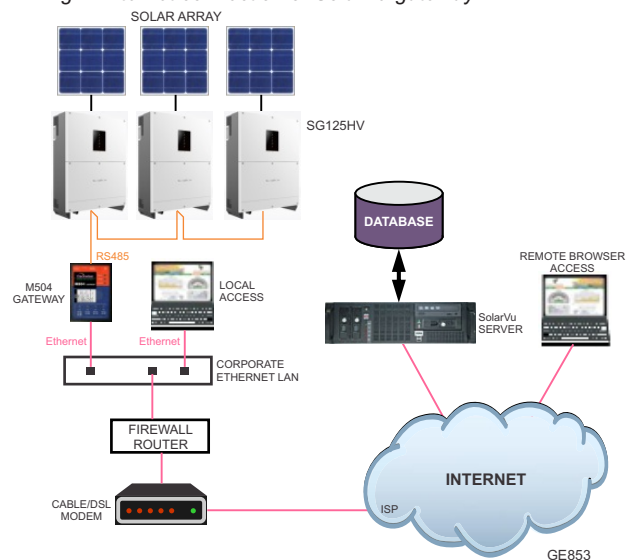 SOLAR ARRAY
SG125HV
DATABASE
RS485
REMOTE BROWSER
ACCESS
M504
GATEWAY
LOCAL
ACCESS
SolarVu
SERVER
Ethernet
Ethernet
CORPORATE
ETHERNET LAN
FIREWALL
ROUTER
INTERNET
CABLE/DSL
MODEM
ISP
GE853